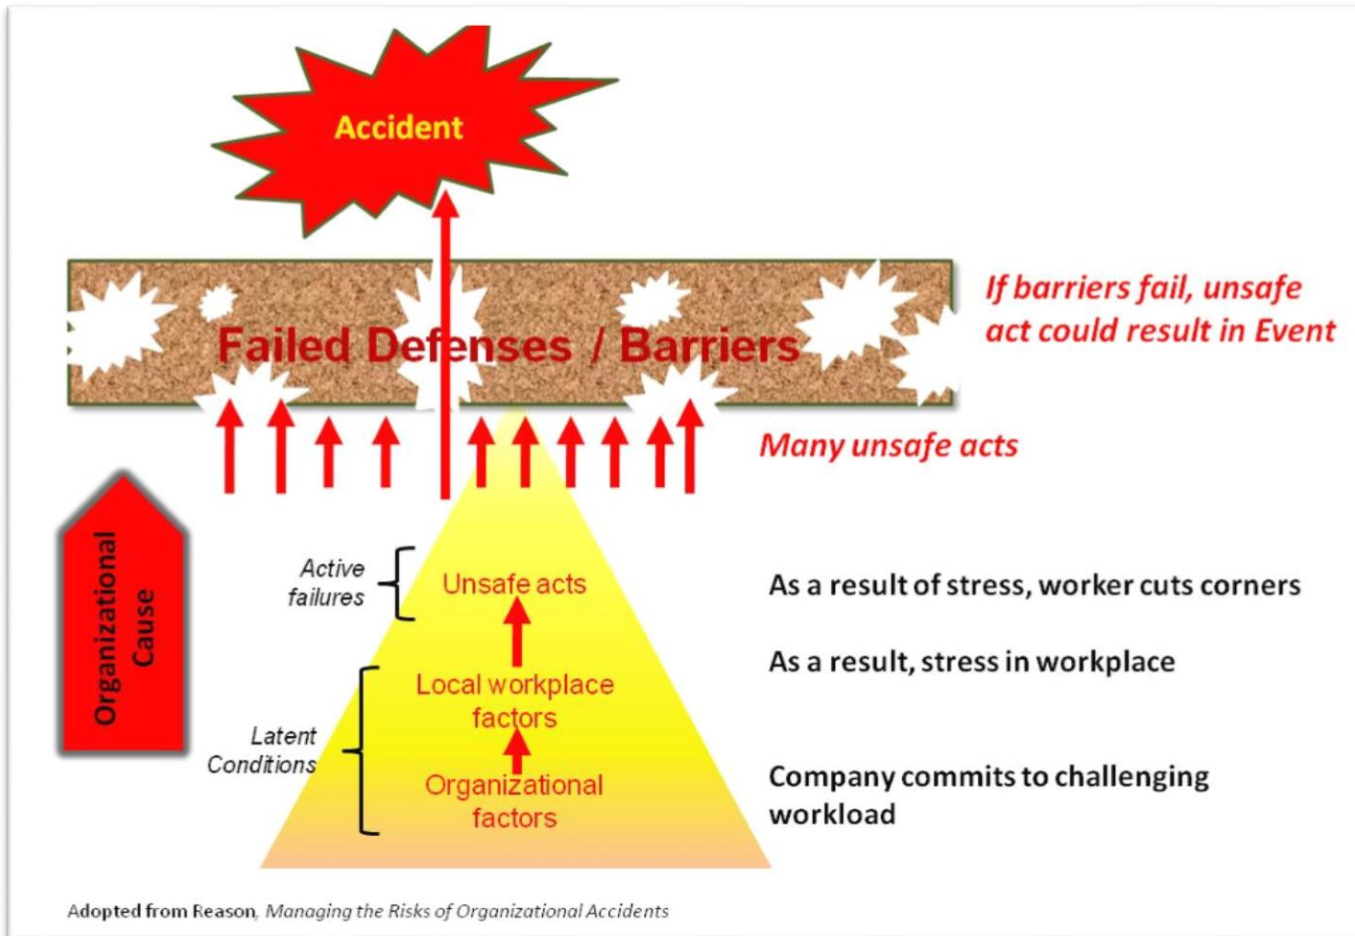 Accident
If barriers fail, unsafe
act could result in Event
Failed Defenses / Barriers
Many unsafe acts
Organizational
Cause
Active
failures
Unsafe acts
As a result of stress, worker cuts corners
As a result, stress in workplace
Local workplace
factors
Latent
Conditions
Organizational
factors
Company commits to challenging
workload
Adopted from Reason, Managing the Risks of Organizational Accidents